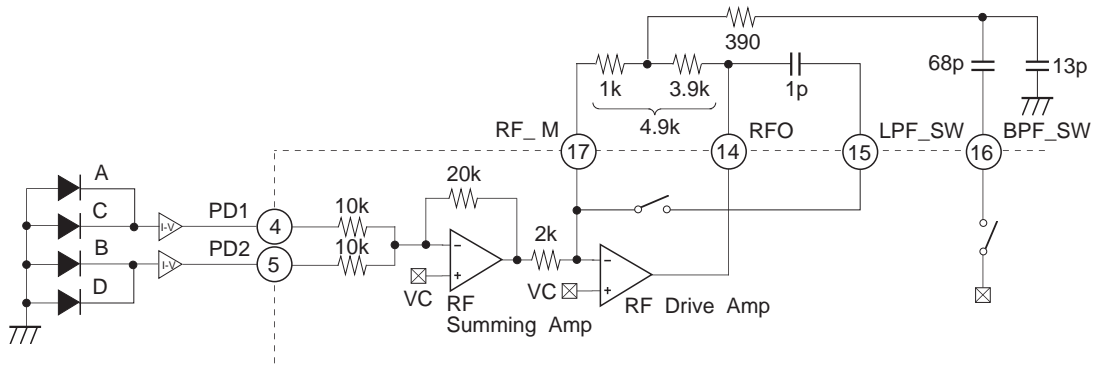 390
1k
3.9k
1p
68p
13p
4.9k
RF_ M
RFO
LPF_SW
BPF_SW
17
14
15
16
A
C
B
D
I-V
I-V
PD1
PD2
4
5
10k
10k
20k
2k
VC
VC
RF
Summing Amp
RF Drive Amp